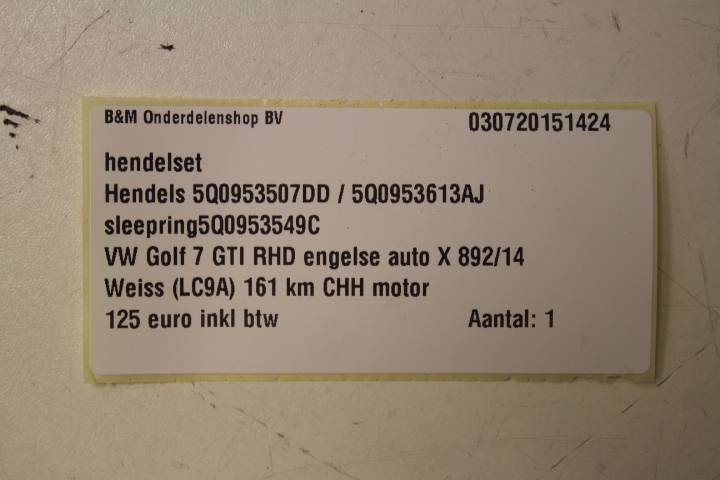 B&M Onderdelenshop BV 030720151424
hendelset
Hendels 5Q0953507DD / 5Q0953613AJ
sleepring5Q0953549C
VW Golf 7 GTI RHD engelse auto X 892/14
Weiss (LC9A) 161 km CHH motor
125 euro inkl btw Aantal: 1